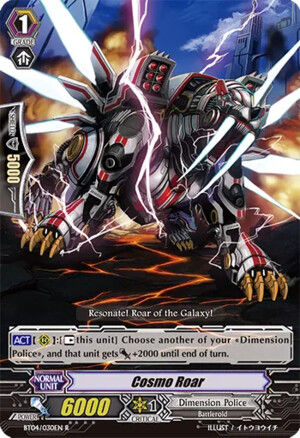 1
GRADE
SHIELD
5000
Resonate! Roar of the Galaxy!
ACT : [ this unit] Choose another of your «Dimension
Police», and that unit gets +2000 until end of turn.
NORMAL
UNIT
Cosmo Roar
POWER
6000
1
CRITICAL
Dimension Police
Battleroid
BT04/030EN R
ILLUST / イトウヨウイチ